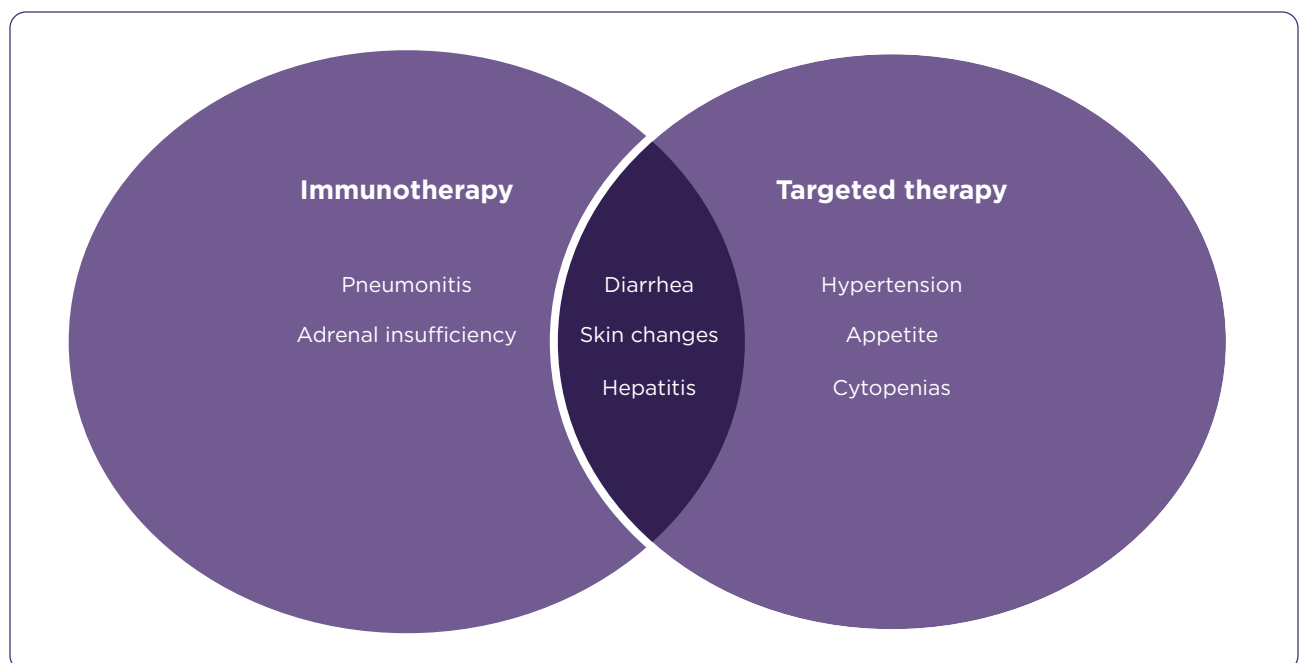 Immunotherapy
Pneumonitis
Adrenal insufficiency
Diarrhea
Skin changes
Hepatitis
Targeted therapy
Hypertension
Appetite
Cytopenias